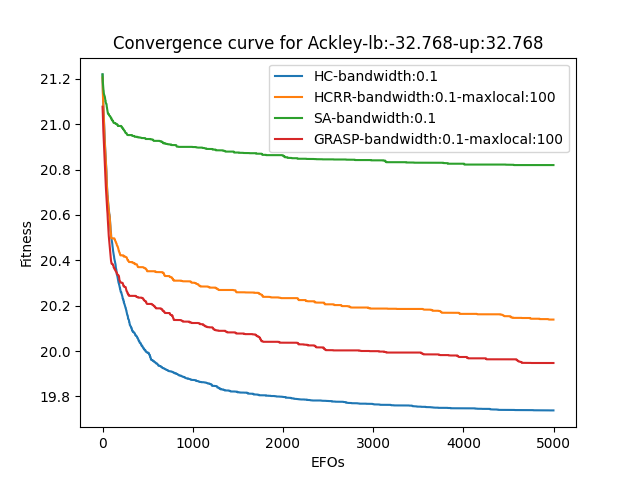 Convergence curve for Ackley-lb:-32.768-up:32.768
HC-bandwidth:0.1
HCRR-bandwidth:0.1-maxlocal:100
SA-bandwidth:0.1
GRASP-bandwidth:0.1-maxlocal:100
Fitness
21.2
21.0
20.8
20.6
20.4
20.2
20.0
19.8
0 1000 2000 3000 4000 5000
EFOs